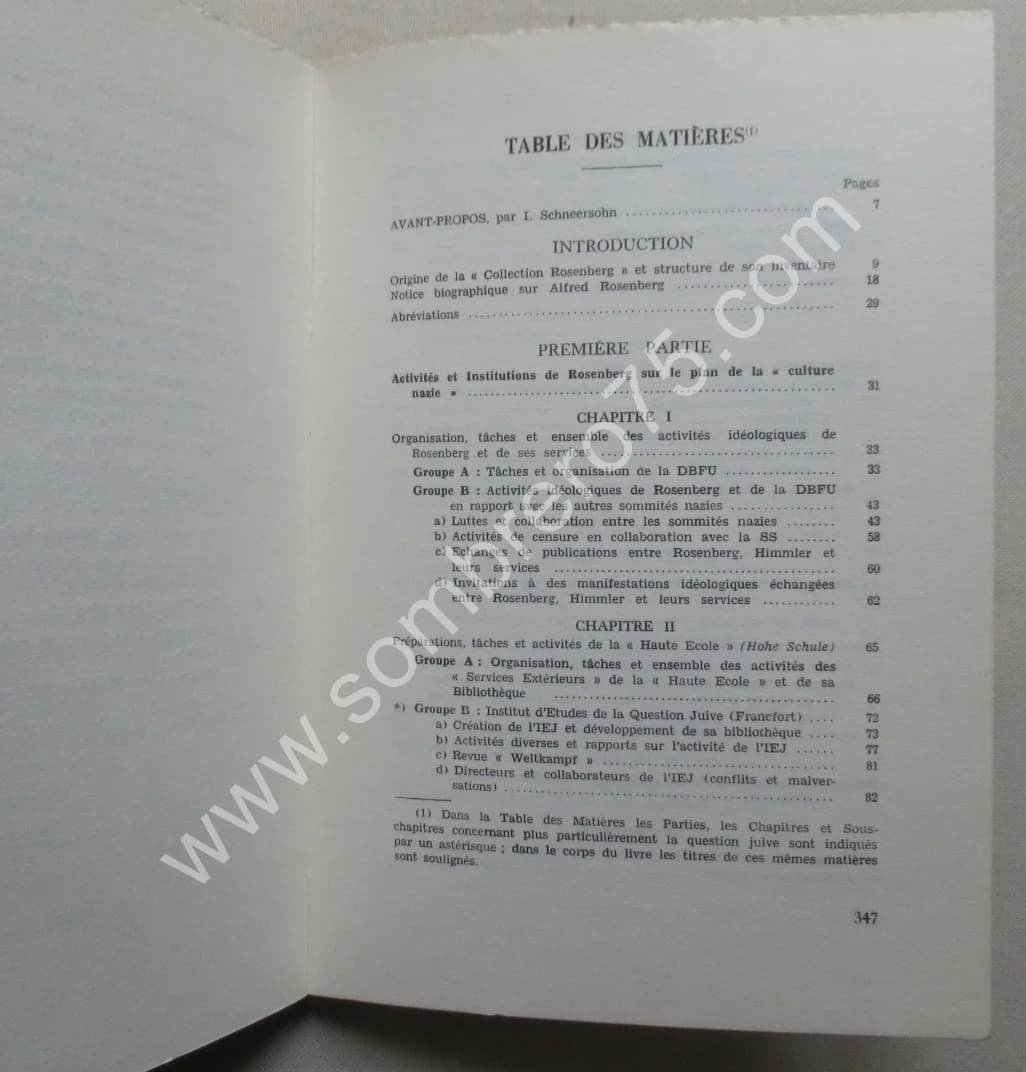 TABLE DES MATIÈRES(1)
Pages
AVANT-PROPOS, par I. Schneersohn .............................. 7
INTRODUCTION
Origine de la « Collection Rosenberg » et structure de son inventaire 9
Notice biographique sur Alfred Rosenberg ........................ 18
Abréviations ...................................................... 29
PREMIÈRE PARTIE
Activités et Institutions de Rosenberg sur le plan de la « culture
nazie » .......................................................... 31
CHAPITRE I
Organisation, tâches et ensemble des activités idéologiques de
Rosenberg et de ses services .................................... 33
Groupe A : Tâches et organisation de la DBFU .................. 33
Groupe B : Activités idéologiques de Rosenberg et de la DBFU
en rapport avec les autres sommités nazies ................ 43
a) Luttes et collaboration entre les sommités nazies ........ 43
b) Activités de censure en collaboration avec la SS ........ 58
c) Echanges de publications entre Rosenberg, Himmler et
leurs services .......................................... 60
d) Invitations à des manifestations idéologiques échangées
entre Rosenberg, Himmler et leurs services ............ 62
CHAPITRE II
Préparations, tâches et activités de la « Haute Ecole » (Hohe Schule) 65
Groupe A : Organisation, tâches et ensemble des activités des
« Services Extérieurs » de la « Haute Ecole » et de sa
Bibliothèque .......................................... 66
*) Groupe B : Institut d'Etudes de la Question Juive (Francfort) .... 72
a) Création de l'IEJ et développement de sa bibliothèque .... 73
b) Activités diverses et rapports sur l'activité de l'IEJ ...... 77
c) Revue « Weltkampf » .................................... 81
d) Directeurs et collaborateurs de l'IEJ (conflits et malver-
sations) .................................................. 82
(1) Dans la Table des Matières les Parties, les Chapitres et Sous-
chapitres concernant plus particulièrement la question juive sont indiqués
par un astérisque ; dans le corps du livre les titres de ces mêmes matières
sont soulignés.
347
www.sombrero75.com